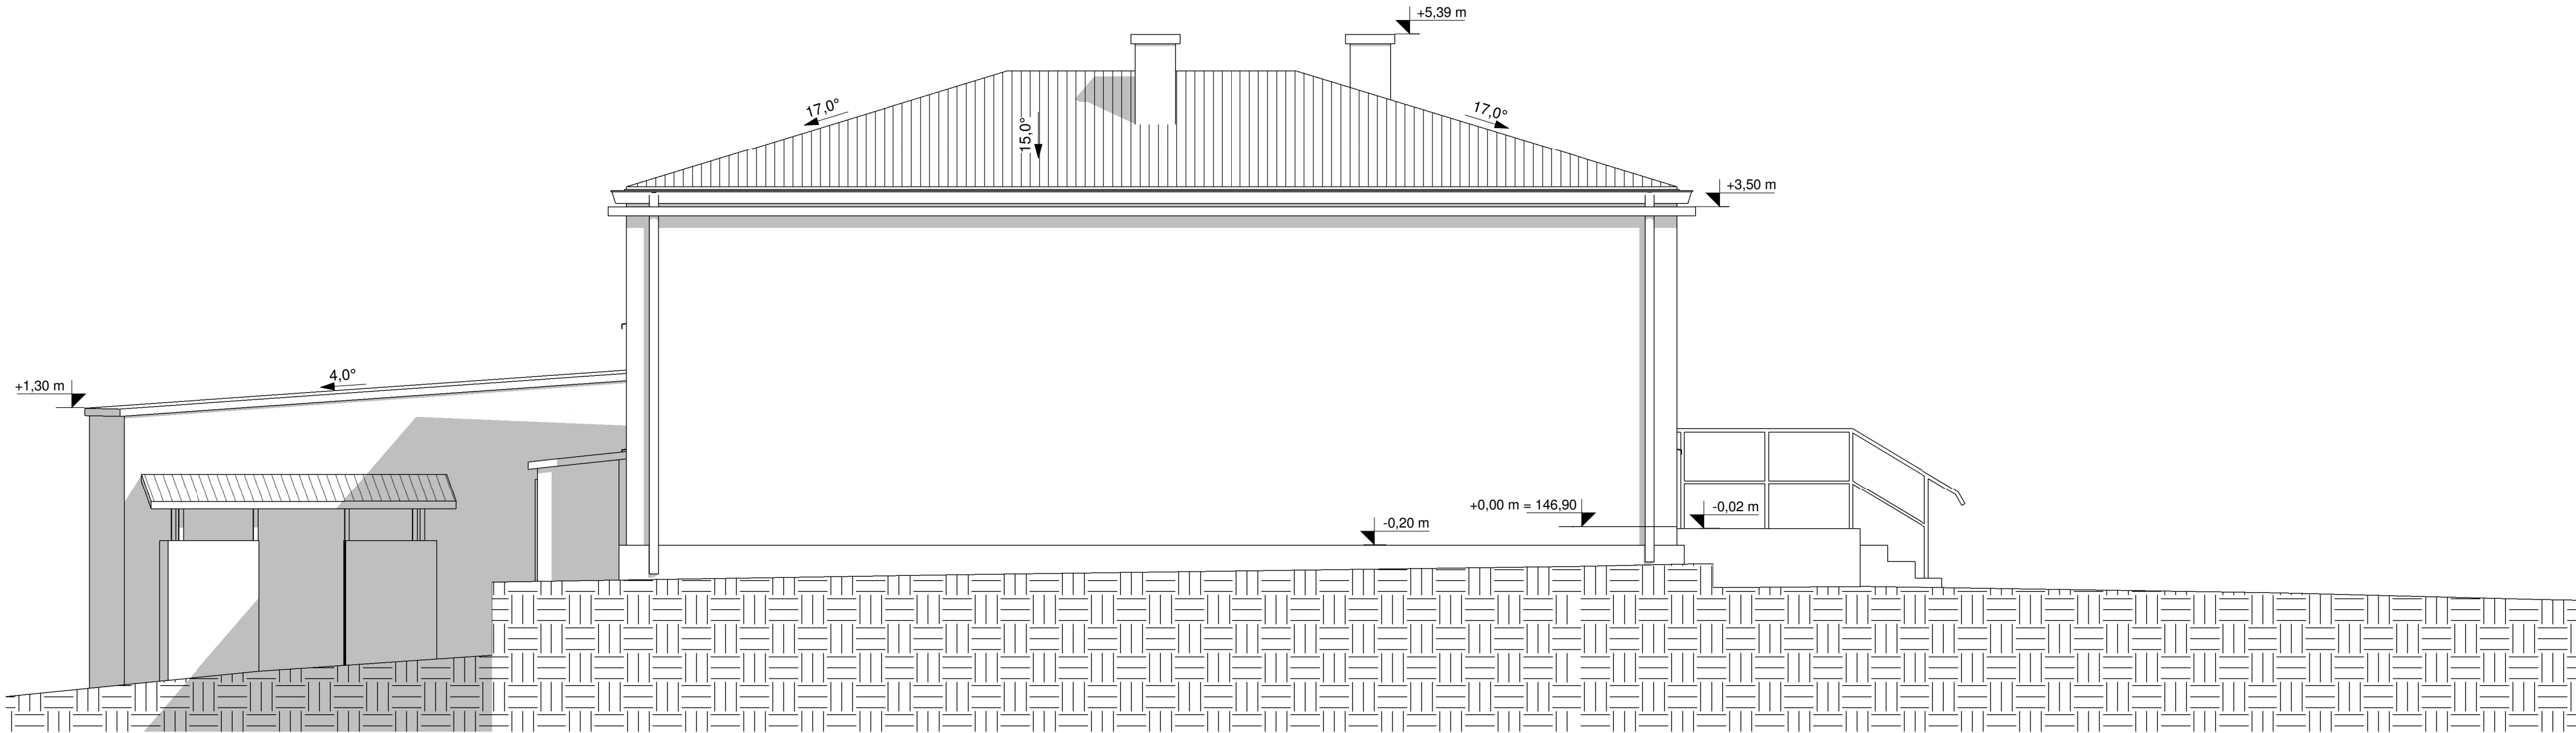 +5,39 m
17,0°
17,0°
15,0°
+3,50 m
4,0°
+1,30 m
+0,00 m = 146,90
-0,02 m
-0,20 m